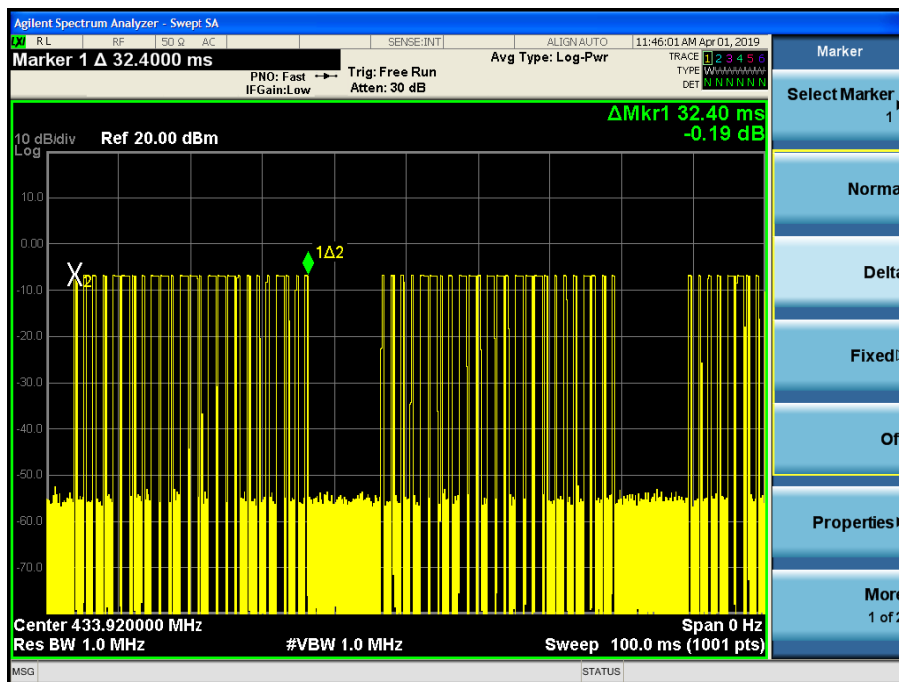 Agilent Spectrum Analyzer - Swept SA
LXI RL RF 50 Ω AC SENSE:INT ALIGNAUTO 11:46:01 AM Apr 01, 2019
Marker 1 Δ 32.4000 ms
PNO: Fast Trig: Free Run Avg Type: Log-Pwr TRACE 1 2 3 4 5 6
IFGain:Low Atten: 30 dB TYPE
DET N N N N N N
Marker
Select Marker
1
ΔMkr1 32.40 ms
-0.19 dB
10 dB/div Ref 20.00 dBm
Log
10.0
0.00
-10.0
-20.0
-30.0
-40.0
-50.0
-60.0
-70.0
1Δ2
X2
Norma
Delta
Fixed
Of
Properties
More
1 of 2
Center 433.920000 MHz Span 0 Hz
Res BW 1.0 MHz #VBW 1.0 MHz Sweep 100.0 ms (1001 pts)
MSG STATUS